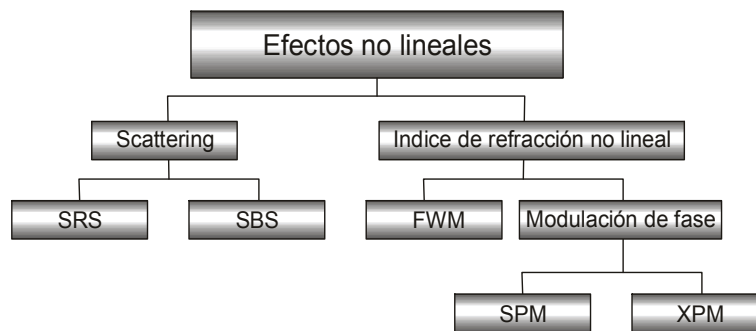 Efectos no lineales
Scattering
Indice de refracción no lineal
SRS
SBS
FWM
Modulación de fase
SPM
XPM